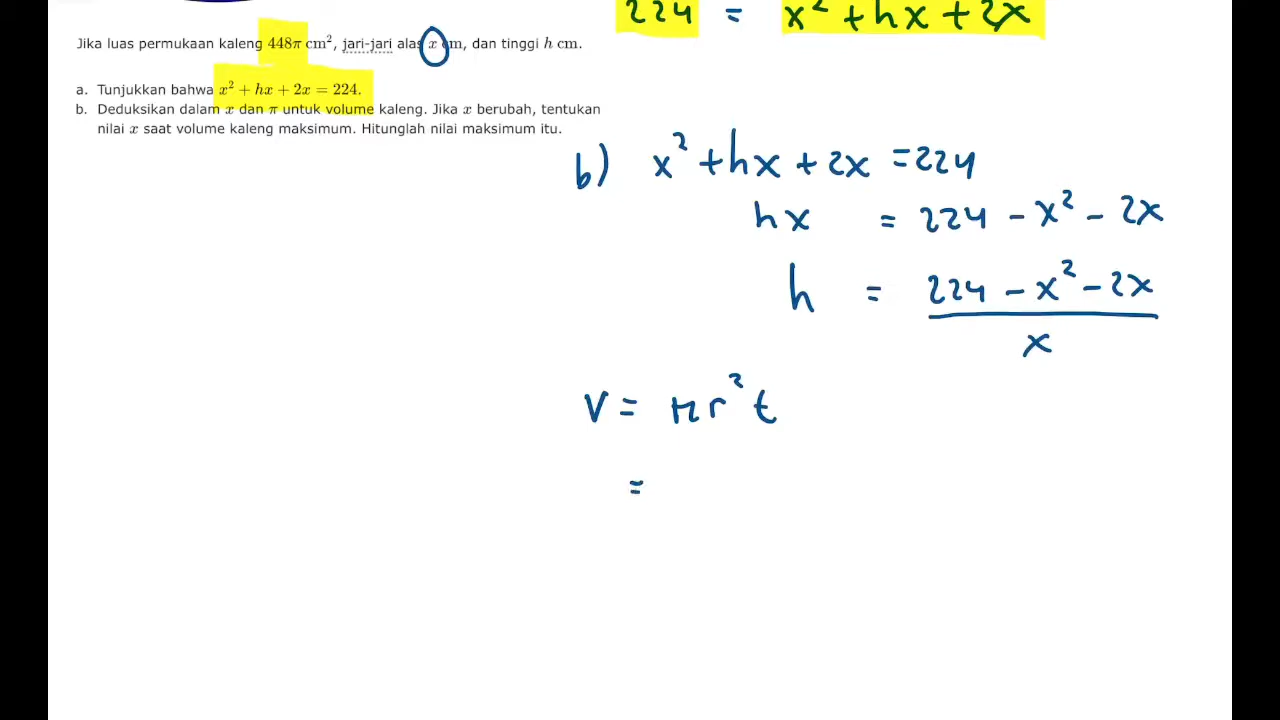 224 = x² + hx + 2x
Jika luas permukaan kaleng 448π cm², jari-jari alas x cm, dan tinggi h cm.
a. Tunjukkan bahwa x² + hx + 2x = 224.
b. Deduksikan dalam x dan π untuk volume kaleng. Jika x berubah, tentukan
nilai x saat volume kaleng maksimum. Hitunglah nilai maksimum itu.
b) x² + hx + 2x = 224
hx = 224 - x² - 2x
h = 224 - x² - 2x
x
V = πr²t
=